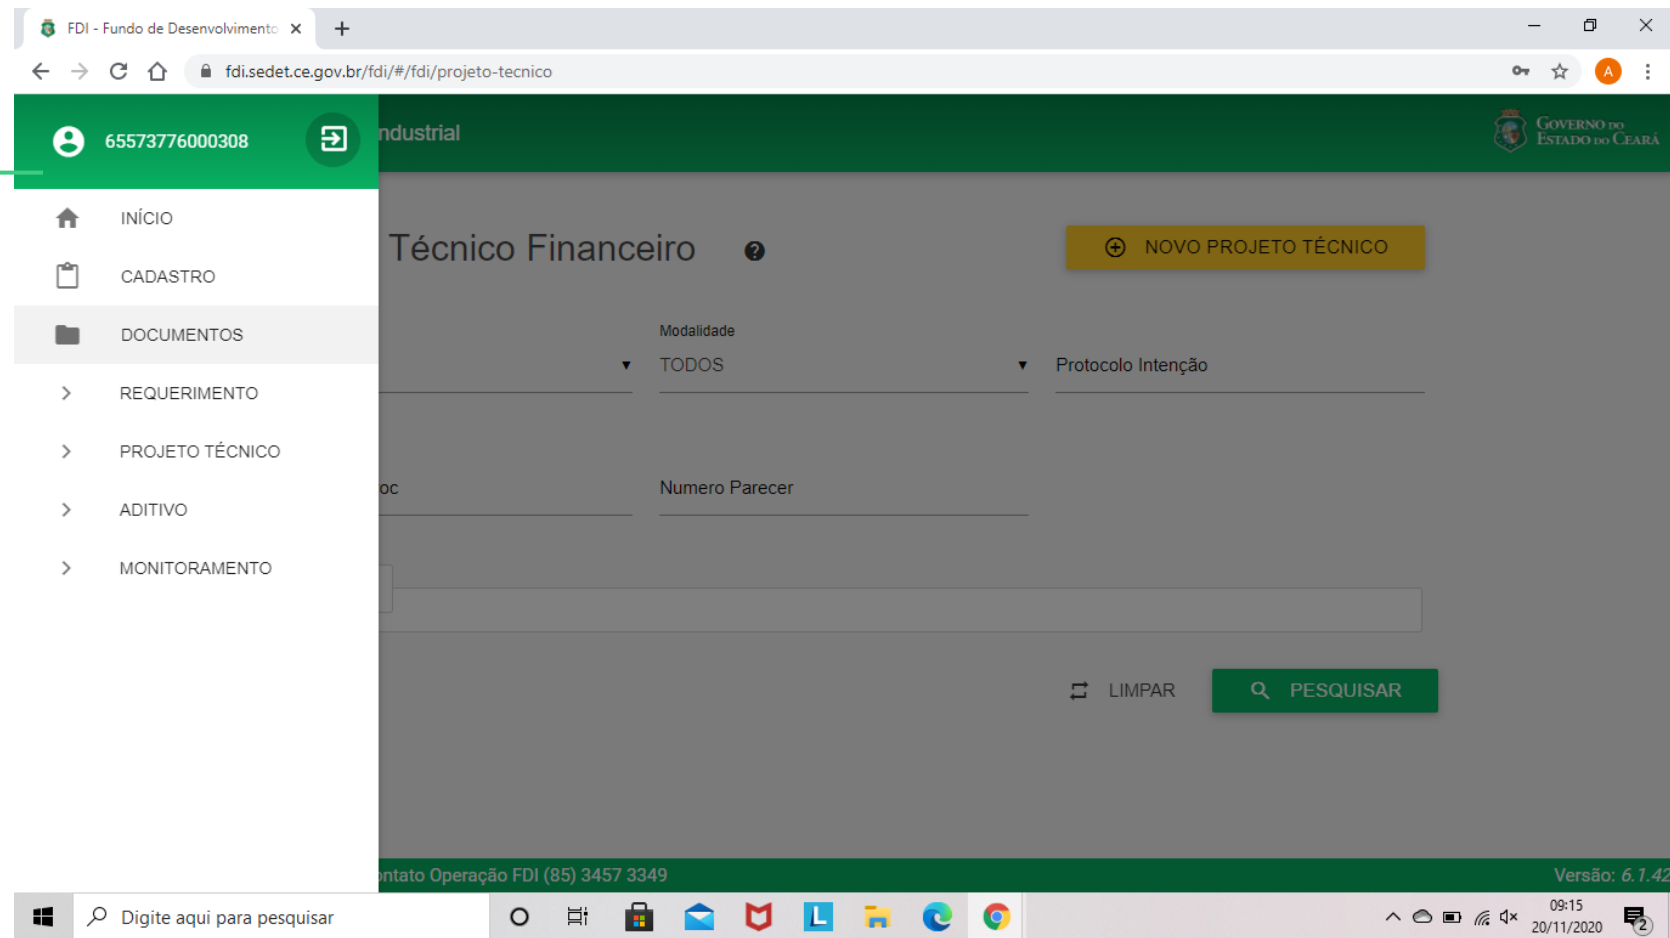 FDI - Fundo de Desenvolvimento
fdi.sedet.ce.gov.br/fdi/#/fdi/projeto-tecnico
A
65573776000308
ndustrial
GOVERNO DO
ESTADO DO CEARÁ
INÍCIO
CADASTRO
DOCUMENTOS
REQUERIMENTO
PROJETO TÉCNICO
ADITIVO
MONITORAMENTO
Técnico Financeiro
NOVO PROJETO TÉCNICO
Modalidade
TODOS
Protocolo Intenção
oc
Numero Parecer
LIMPAR
PESQUISAR
ontato Operação FDI (85) 3457 3349
Versão: 6.1.42
Digite aqui para pesquisar
L
09:15
20/11/2020
2